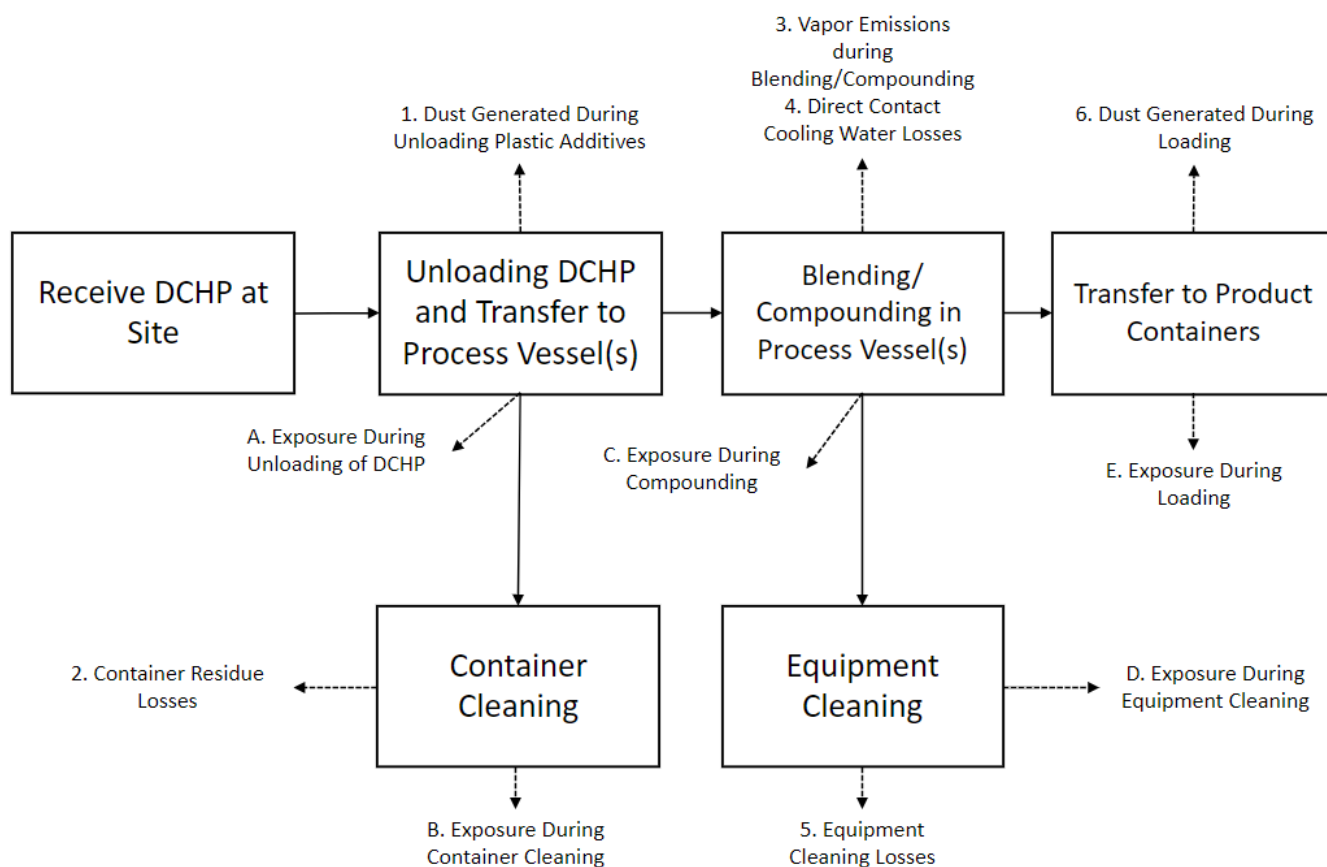 3. Vapor Emissions
during
Blending/Compounding
4. Direct Contact
Cooling Water Losses
1. Dust Generated During
Unloading Plastic Additives
6. Dust Generated During
Loading
Receive DCHP at
Site
Unloading DCHP
and Transfer to
Process Vessel(s)
Blending/
Compounding in
Process Vessel(s)
Transfer to Product
Containers
A. Exposure During
Unloading of DCHP
C. Exposure During
Compounding
E. Exposure During
Loading
2. Container Residue
Losses
Container
Cleaning
Equipment
Cleaning
D. Exposure During
Equipment Cleaning
B. Exposure During
Container Cleaning
5. Equipment
Cleaning Losses